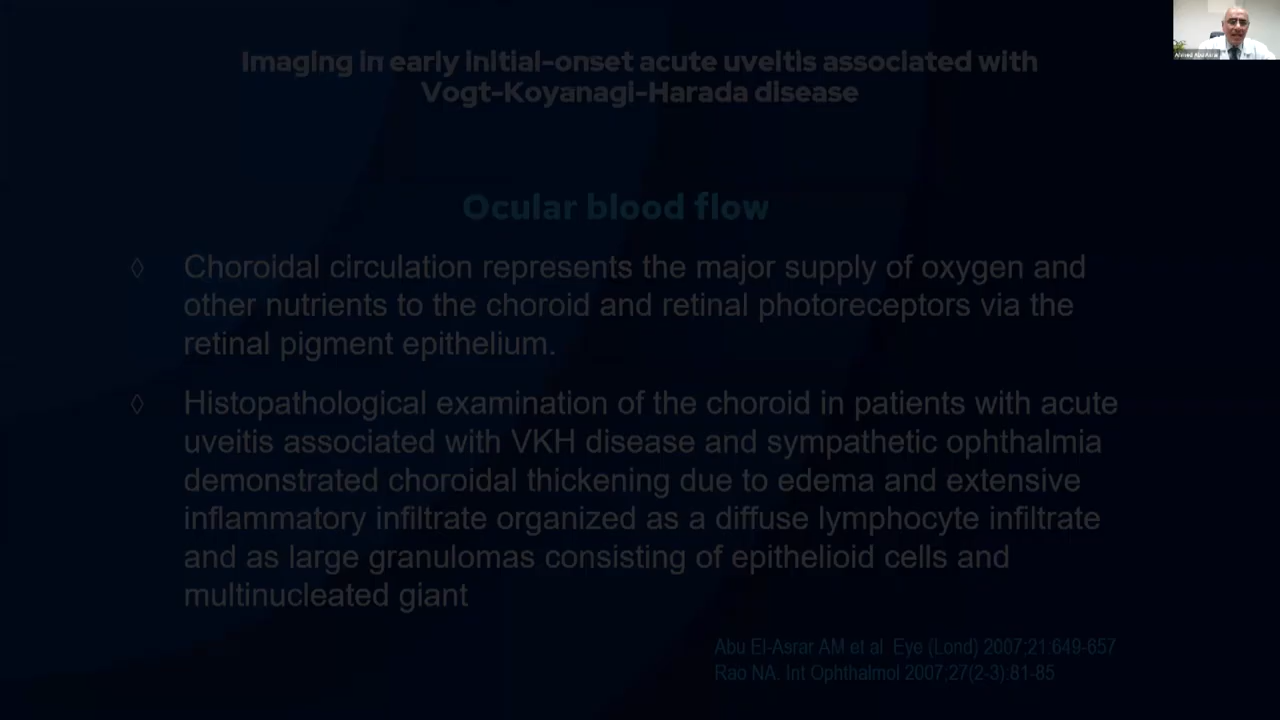 Imaging in early initial-onset acute uveitis associated with
Vogt-Koyanagi-Harada disease
Ocular blood flow
◊ Choroidal circulation represents the major supply of oxygen and
other nutrients to the choroid and retinal photoreceptors via the
retinal pigment epithelium.
◊ Histopathological examination of the choroid in patients with acute
uveitis associated with VKH disease and sympathetic ophthalmia
demonstrated choroidal thickening due to edema and extensive
inflammatory infiltrate organized as a diffuse lymphocyte infiltrate
and as large granulomas consisting of epithelioid cells and
multinucleated giant
Abu El-Asrar AM et al Eye (Lond) 2007;21:649-657
Rao NA. Int Ophthalmol 2007;27(2-3):81-85